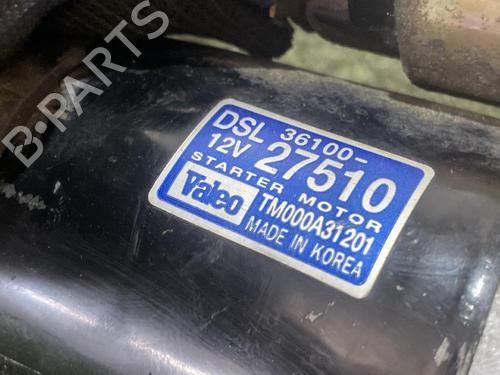 DSL 36100-
12V 27510
STARTER MOTOR
Valeo TM000A31201
MADE IN KOREA
B-PARTS